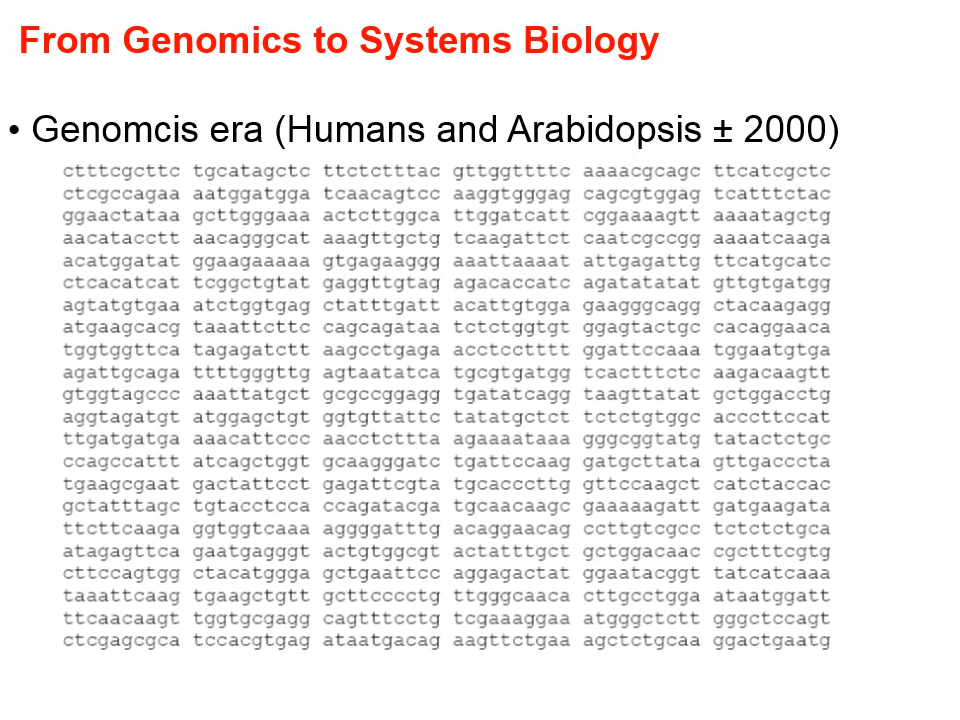 From Genomics to Systems Biology
• Genomcis era (Humans and Arabidopsis ± 2000)
ctttcgcttc tgcatagctc ttctctttac gttggttttc aaaacgcagc ttcatcgctc
ctcgccagaa aatggatgga tcaacagtcc aaggtgggag cagcgtggag tcatttctac
ggaactataa gcttgggaaa actcttggca ttggatcatt cggaaaagtt aaaatagctg
aacatacctt aacagggcat aaagttgctg tcaagattct caatcgccgg aaaatcaaga
acatggatat ggaagaaaaa gtgagaaggg aaattaaaat attgagattg ttcatgcatc
ctcacatcat tcggctgtat gaggttgtag agacaccatc agatatatat gttgtgatgg
agtatgtgaa atctggtgag ctatttgatt acattgtgga gaagggcagg ctacaagagg
atgaagcacg taaattcttc cagcagataa tctctggtgt ggagtactgc cacaggaaca
tggtggttca tagagatctt aagcctgaga acctcctttt ggattccaaa tggaatgtga
agattgcaga ttttgggttg agtaatatca tgcgtgatgg tcactttctc aagacaagtt
gtggtagccc aaattatgct gcgccggagg tgatatcagg taagttatat gctggacctg
aggtagatgt atggagctgt ggtgttattc tatatgctct tctctgtggc acccttccat
ttgatgatga aaacattccc aacctcttta agaaaataaa gggcggtatg tatactctgc
ccagccattt atcagctggt gcaagggatc tgattccaag gatgcttata gttgacccta
tgaagcgaat gactattcct gagattcgta tgcacccttg gttccaagct catctaccac
gctatttagc tgtacctcca ccagatacga tgcaacaagc gaaaaagatt gatgaagata
ttcttcaaga ggtggtcaaa aggggatttg acaggaacag ccttgtcgcc tctctctgca
atagagttca gaatgagggt actgtggcgt actatttgct gctggacaac cgctttcgtg
cttccagtgg ctacatggga gctgaattcc aggagactat ggaatacggt tatcatcaaa
taaattcaag tgaagctgtt gcttcccctg ttgggcaaca cttgcctgga ataatggatt
ttcaacaagt tggtgcgagg cagtttcctg tcgaaaggaa atgggctctt gggctccagt
ctcgagcgca tccacgtgag ataatgacag aagttctgaa agctctgcaa ggactgaatg